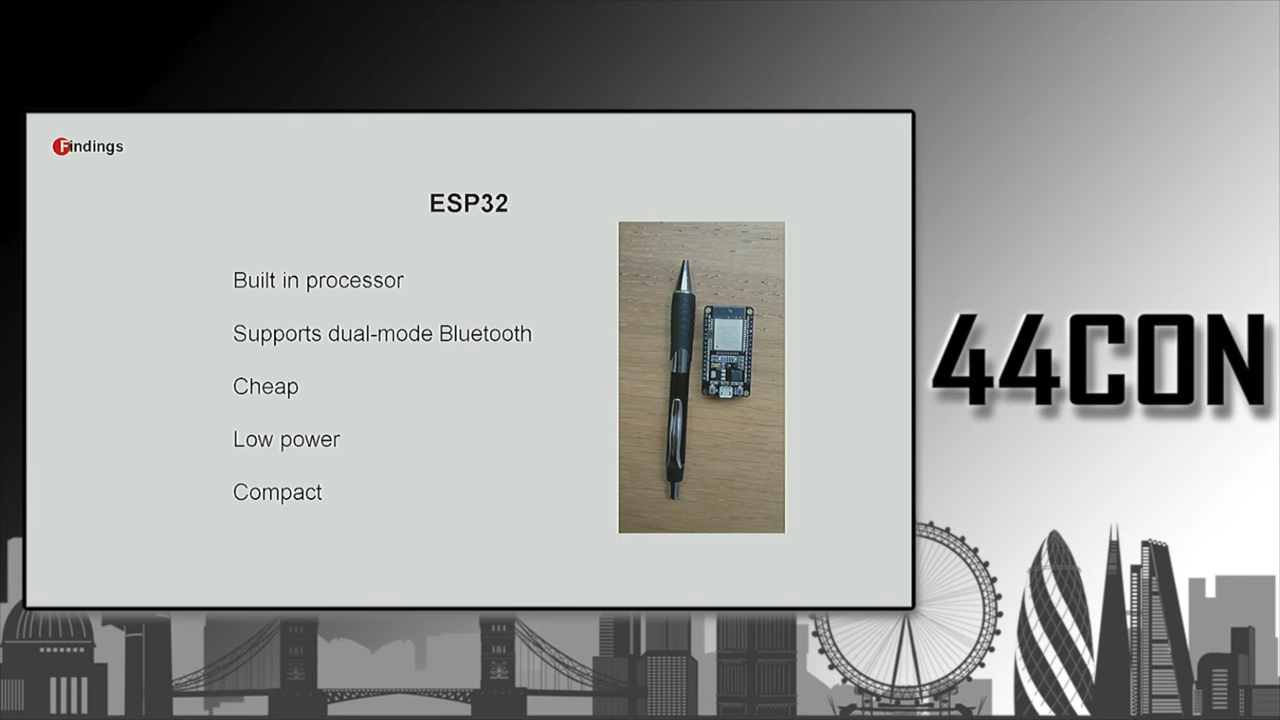 Findings
ESP32
Built in processor
Supports dual-mode Bluetooth
Cheap
Low power
Compact
44CON